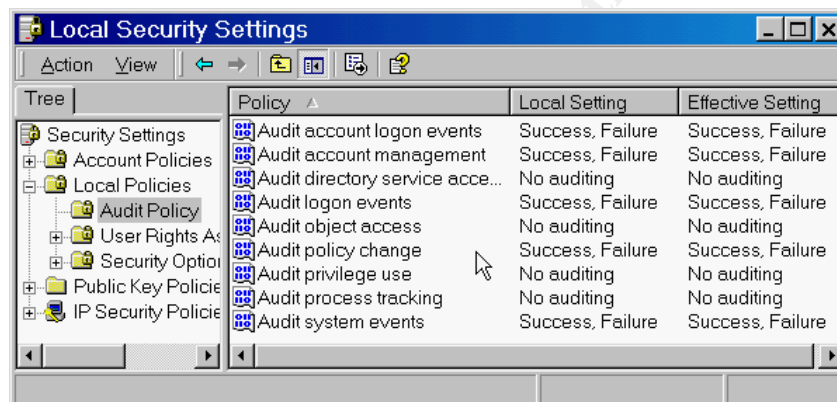 Local Security Settings
Action View
Tree
Policy Local Setting Effective Setting
Security Settings
Account Policies
Local Policies
Audit Policy
User Rights As
Security Option
Public Key Policie
IP Security Policie
Audit account logon events Success, Failure Success, Failure
Audit account management Success, Failure Success, Failure
Audit directory service acce... No auditing No auditing
Audit logon events Success, Failure Success, Failure
Audit object access No auditing No auditing
Audit policy change Success, Failure Success, Failure
Audit privilege use No auditing No auditing
Audit process tracking No auditing No auditing
Audit system events Success, Failure Success, Failure